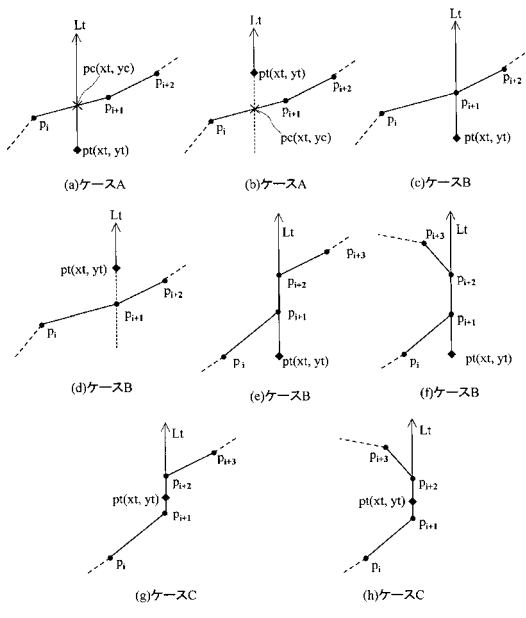 Lt
pc(xt, yc)
pi+2
pi+1
pi
pt(xt, yt)
(a)ケースA
Lt
pt(xt, yt)
pi+2
pi+1
pi
pc(xt, yc)
(b)ケースA
Lt
pi+2
pi+1
pi
pt(xt, yt)
(c)ケースB
Lt
pt(xt, yt)
pi+2
pi+1
pi
(d)ケースB
Lt
pi+3
pi+2
pi+1
pi
pt(xt, yt)
(e)ケースB
Lt
pi+3
pi+2
pi+1
pi
pt(xt, yt)
(f)ケースB
Lt
pi+3
pi+2
pt(xt, yt)
pi+1
pi
(g)ケースC
Lt
pi+3
pi+2
pt(xt, yt)
pi+1
pi
(h)ケースC